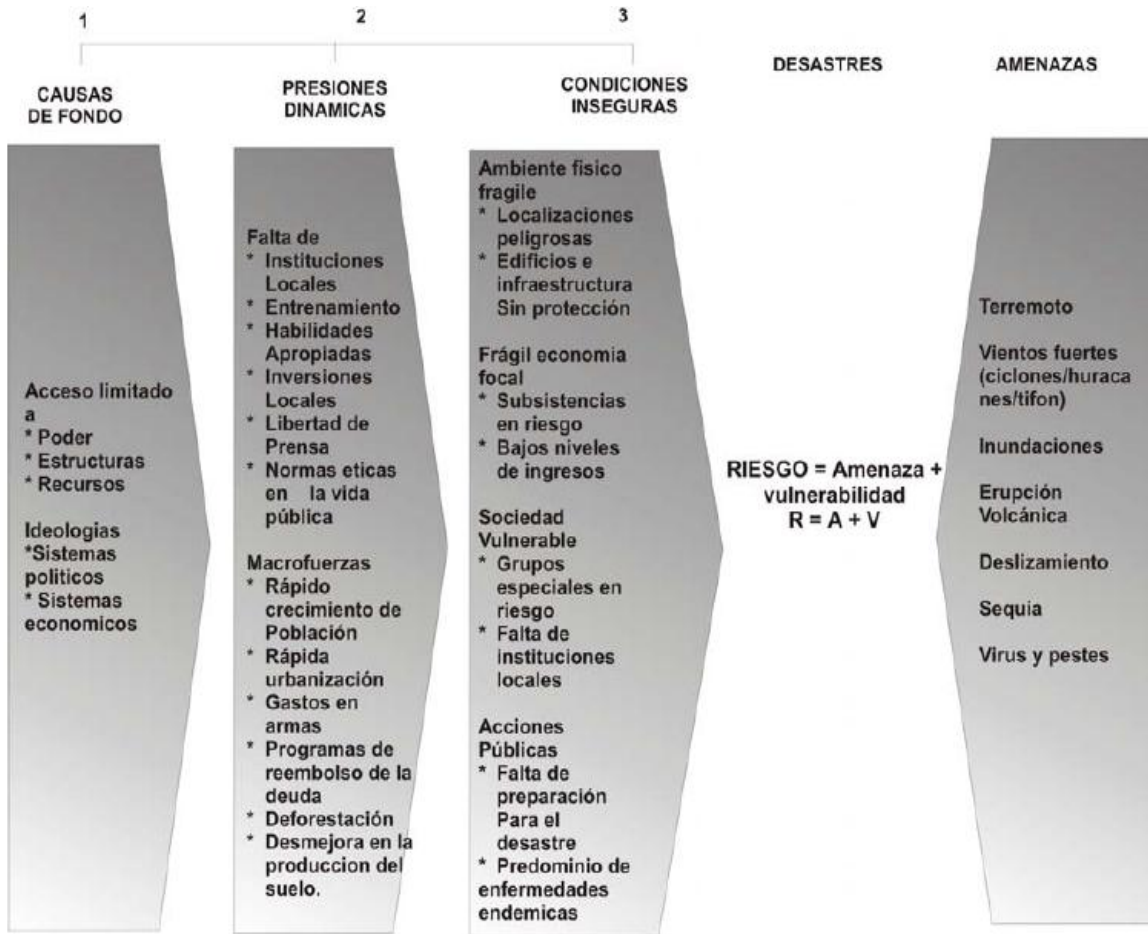 1
2
3
CAUSAS
DE FONDO
PRESIONES
DINAMICAS
CONDICIONES
INSEGURAS
DESASTRES
AMENAZAS
Acceso limitado
a
* Poder
* Estructuras
* Recursos
Ideologias
*Sistemas
politicos
* Sistemas
economicos
Falta de
* Instituciones
Locales
* Entrenamiento
* Habilidades
Apropiadas
* Inversiones
Locales
* Libertad de
Prensa
* Normas eticas
en la vida
pública
Macrofuerzas
* Rápido
crecimiento de
Población
* Rápida
urbanización
* Gastos en
armas
* Programas de
reembolso de la
deuda
* Deforestación
* Desmejora en la
produccion del
suelo.
Ambiente físico
fragile
* Localizaciones
peligrosas
* Edificios e
infraestructura
Sin protección
Frágil economia
focal
* Subsistencias
en riesgo
* Bajos niveles
de ingresos
Sociedad
Vulnerable
* Grupos
especiales en
riesgo
* Falta de
instituciones
locales
Acciones
Públicas
* Falta de
preparación
Para el
desastre
* Predominio de
enfermedades
endemicas
RIESGO = Amenaza +
vulnerabilidad
R = A + V
Terremoto
Vientos fuertes
(ciclones/huraca
nes/tifon)
Inundaciones
Erupción
Volcánica
Deslizamiento
Sequia
Virus y pestes